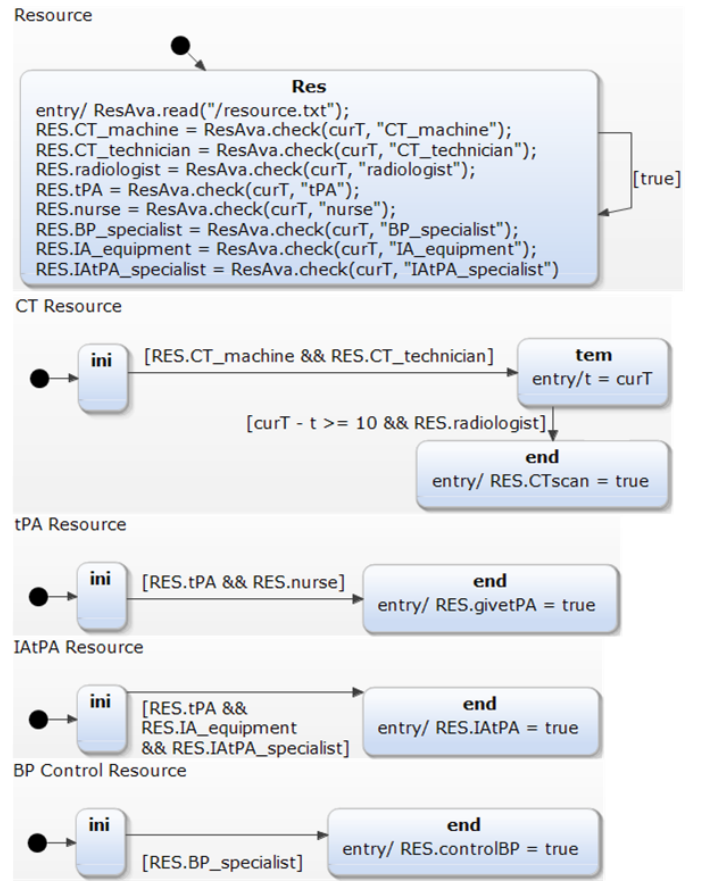 Resource
Res
entry/ ResAva.read("/resource.txt");
RES.CT_machine = ResAva.check(curT, "CT_machine");
RES.CT_technician = ResAva.check(curT, "CT_technician");
RES.radiologist = ResAva.check(curT, "radiologist");
RES.tPA = ResAva.check(curT, "tPA");
RES.nurse = ResAva.check(curT, "nurse");
RES.BP_specialist = ResAva.check(curT, "BP_specialist");
RES.IA_equipment = ResAva.check(curT, "IA_equipment");
RES.IAtPA_specialist = ResAva.check(curT, "IAtPA_specialist")
[true]
CT Resource
ini
[RES.CT_machine && RES.CT_technician]
tem
entry/t = curT
[curT - t >= 10 && RES.radiologist]
end
entry/ RES.CTscan = true
tPA Resource
ini
[RES.tPA && RES.nurse]
end
entry/ RES.givetPA = true
IAtPA Resource
ini
[RES.tPA &&
RES.IA_equipment
&& RES.IAtPA_specialist]
end
entry/ RES.IAtPA = true
BP Control Resource
ini
[RES.BP_specialist]
end
entry/ RES.controlBP = true